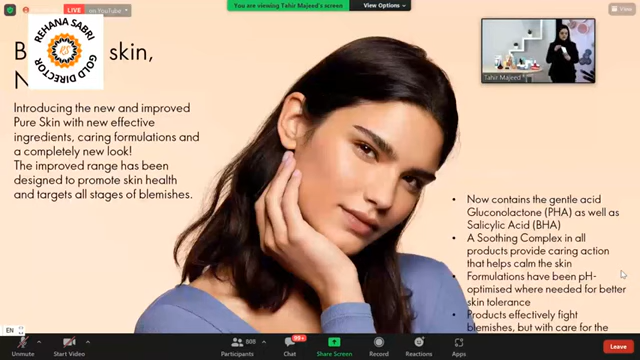 LIVE on YouTube
You are viewing Tahir Majeed's screen
View Options
View
REHANA SABRI
RS
GOLD DIRECTOR
skin,
Introducing the new and improved
Pure Skin with new effective
ingredients, caring formulations and
a completely new look!
The improved range has been
designed to promote skin health
and targets all stages of blemishes.
Tahir Majeed
• Now contains the gentle acid
Gluconolactone (PHA) as well as
Salicylic Acid (BHA)
• A Soothing Complex in all
products provide caring action
that helps calm the skin
• Formulations have been pH-
optimised where needed for better
skin tolerance
• Products effectively fight
blemishes, but with care for the
EN
Unmute
Start Video
Participants
Chat
Share Screen
Record
Reactions
Apps
Leave